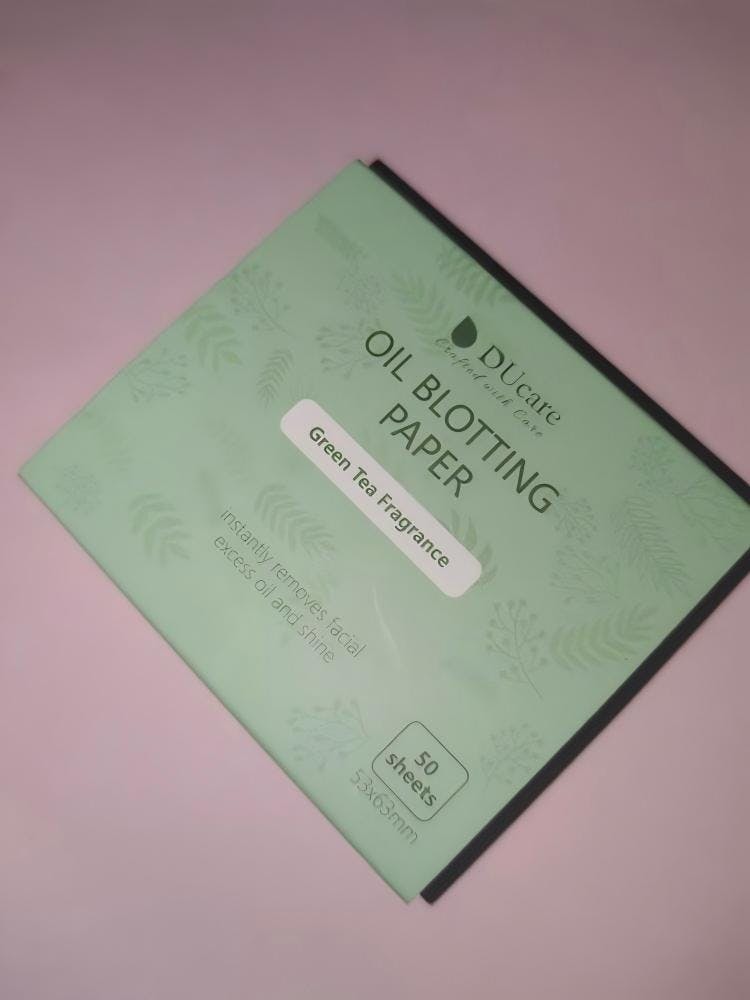 DUcare
Crafted with Care
OIL BLOTTING
PAPER
Green Tea Fragrance
instantly removes facial
excess oil and shine
50
sheets
53x63mm